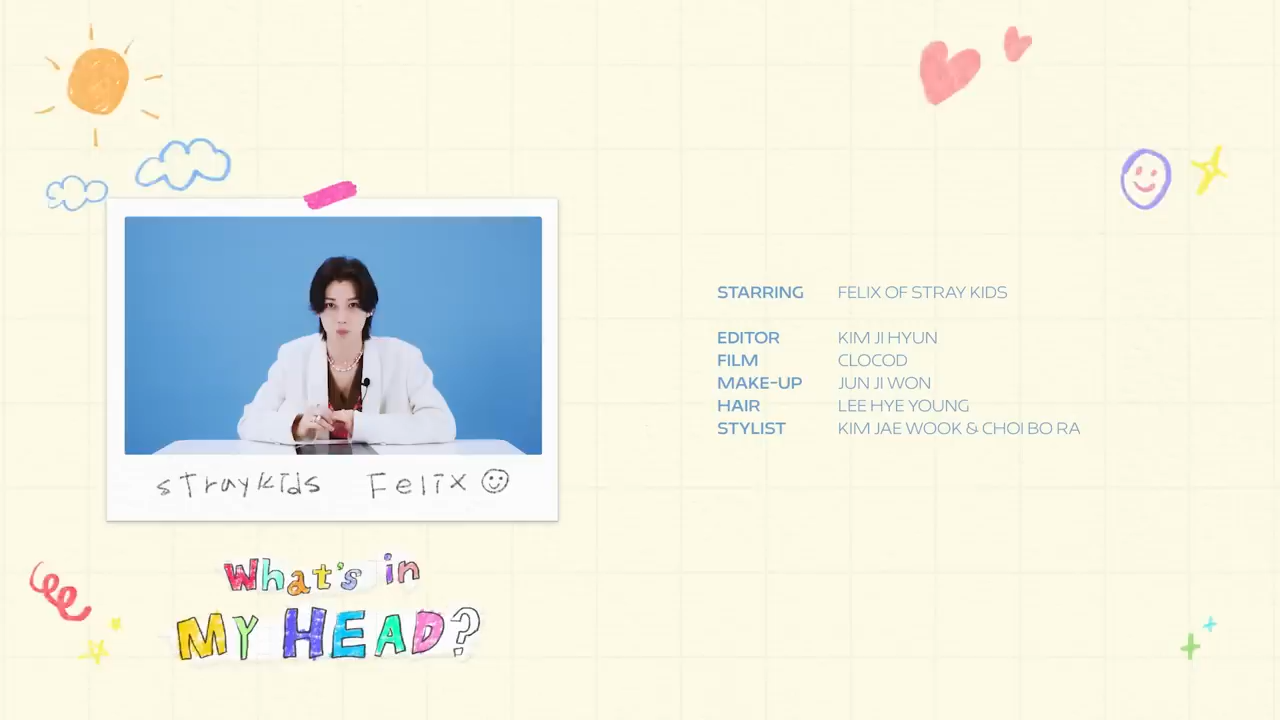 straykids Felix
What's in
MY HEAD?
STARRING FELIX OF STRAY KIDS
EDITOR KIM JI HYUN
FILM CLOCOD
MAKE-UP JUN JI WON
HAIR LEE HYE YOUNG
STYLIST KIM JAE WOOK & CHOI BO RA